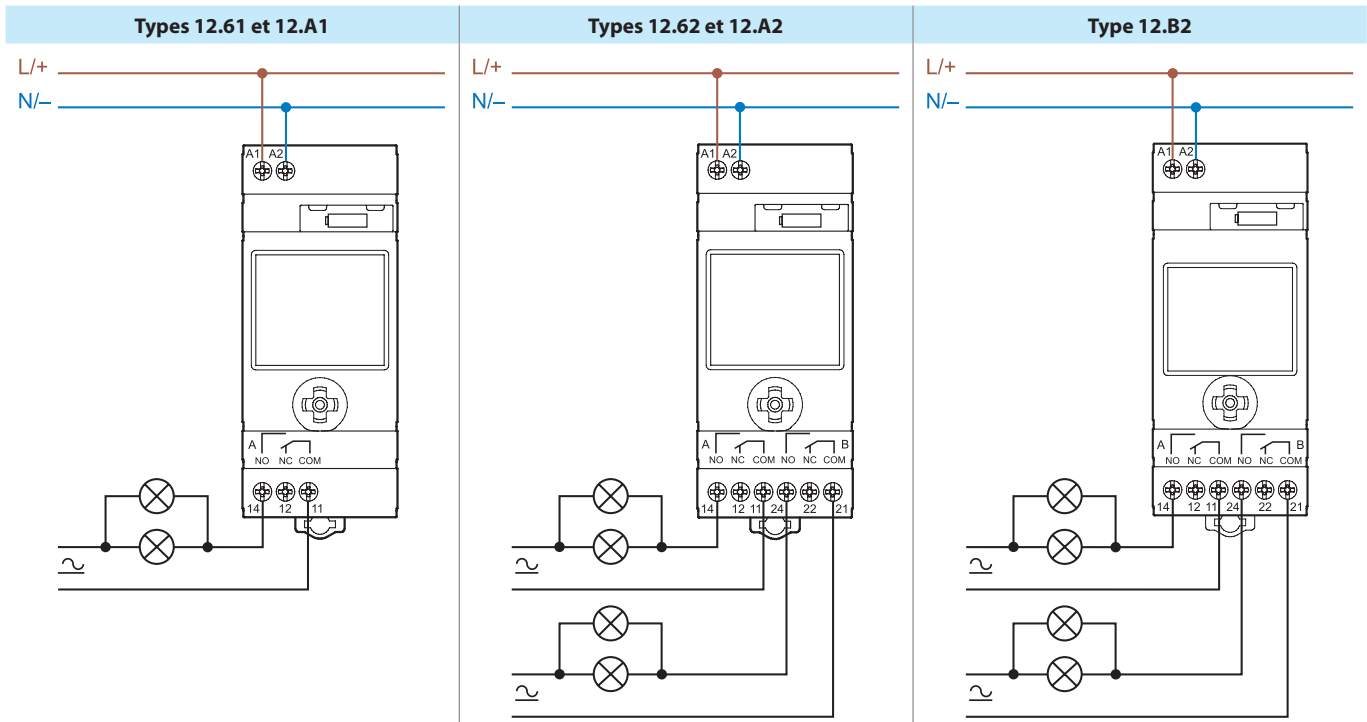 Types 12.61 et 12.A1
L/+
N/–
A1 A2
A
NO NC COM
14 12 11
Types 12.62 et 12.A2
L/+
N/–
A1 A2
A B
NO NC COM NO NC COM
14 12 11 24 22 21
Type 12.B2
L/+
N/–
A1 A2
A B
NO NC COM NO NC COM
14 12 11 24 22 21